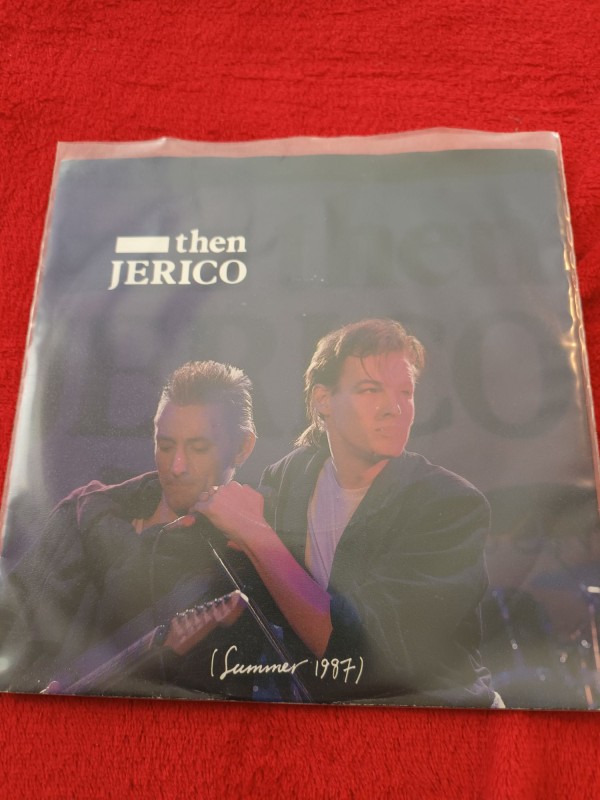 then
JERICO
(Summer 1987)